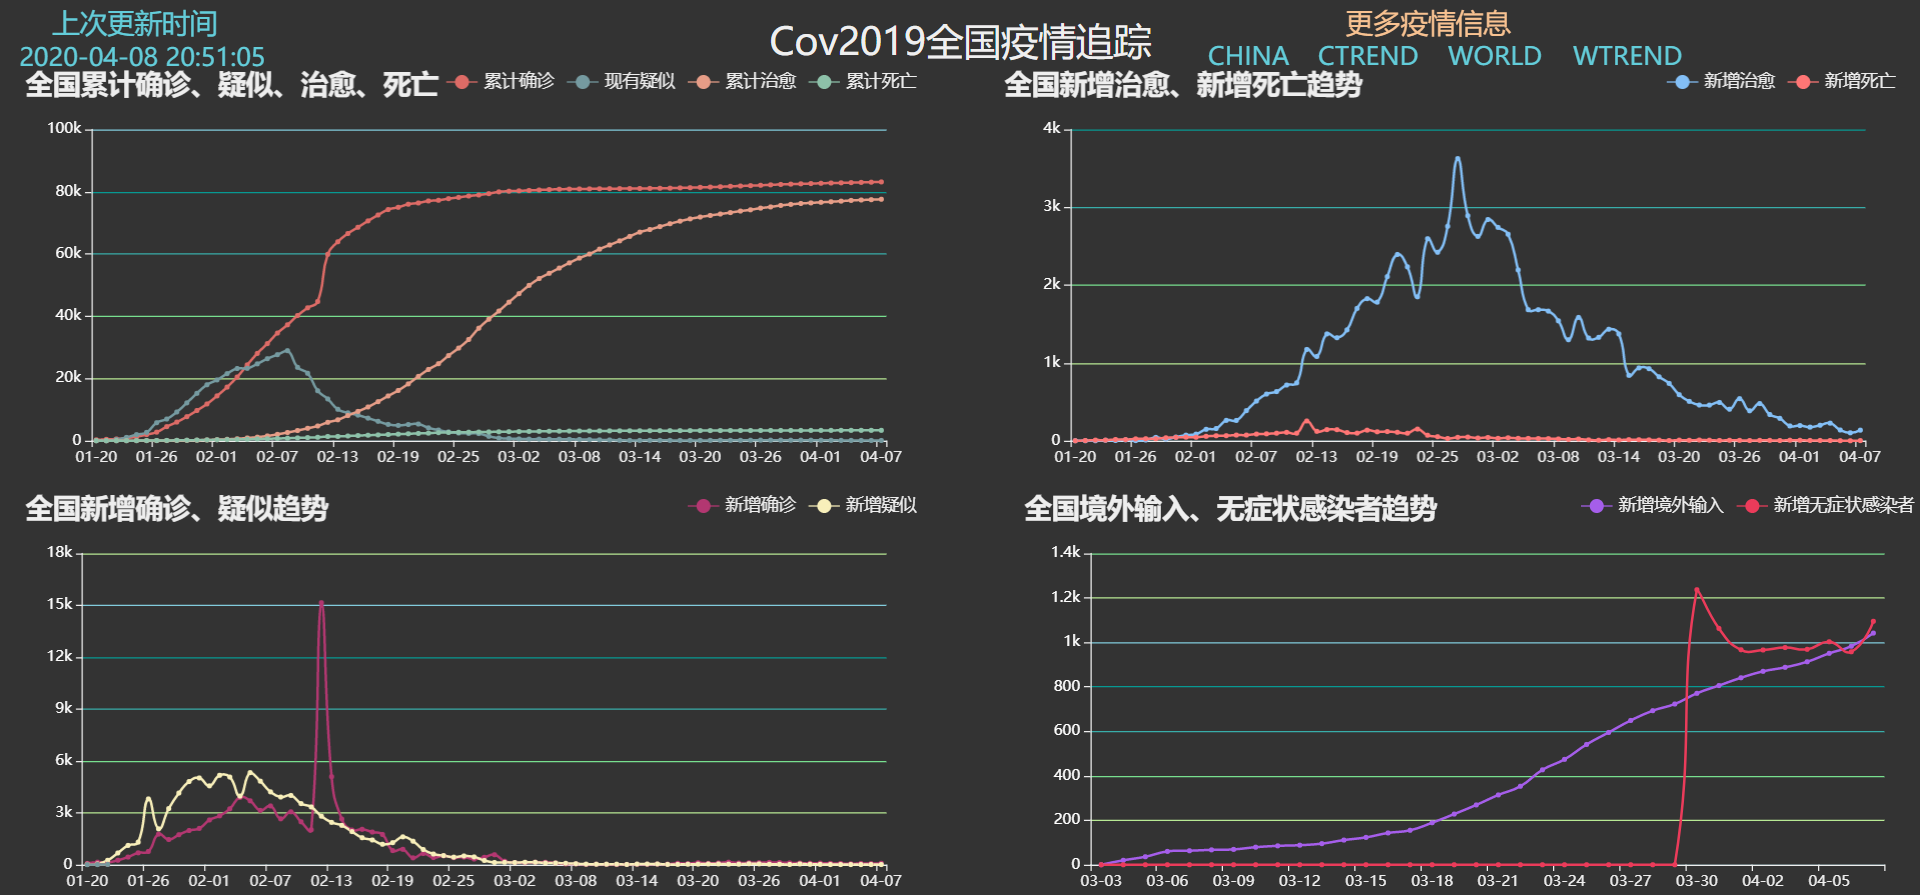 上次更新时间
2020-04-08 20:51:05
Cov2019全国疫情追踪
更多疫情信息
CHINA CTREND WORLD WTREND
全国累计确诊、疑似、治愈、死亡
累计确诊 现有疑似 累计治愈 累计死亡
100k
80k
60k
40k
20k
0
01-20 01-26 02-01 02-07 02-13 02-19 02-25 03-02 03-08 03-14 03-20 03-26 04-01 04-07
全国新增治愈、新增死亡趋势
新增治愈 新增死亡
4k
3k
2k
1k
0
01-20 01-26 02-01 02-07 02-13 02-19 02-25 03-02 03-08 03-14 03-20 03-26 04-01 04-07
全国新增确诊、疑似趋势
新增确诊 新增疑似
18k
15k
12k
9k
6k
3k
0
01-20 01-26 02-01 02-07 02-13 02-19 02-25 03-02 03-08 03-14 03-20 03-26 04-01 04-07
全国境外输入、无症状感染者趋势
新增境外输入 新增无症状感染者
1.4k
1.2k
1k
800
600
400
200
0
03-03 03-06 03-09 03-12 03-15 03-18 03-21 03-24 03-27 03-30 04-02 04-05